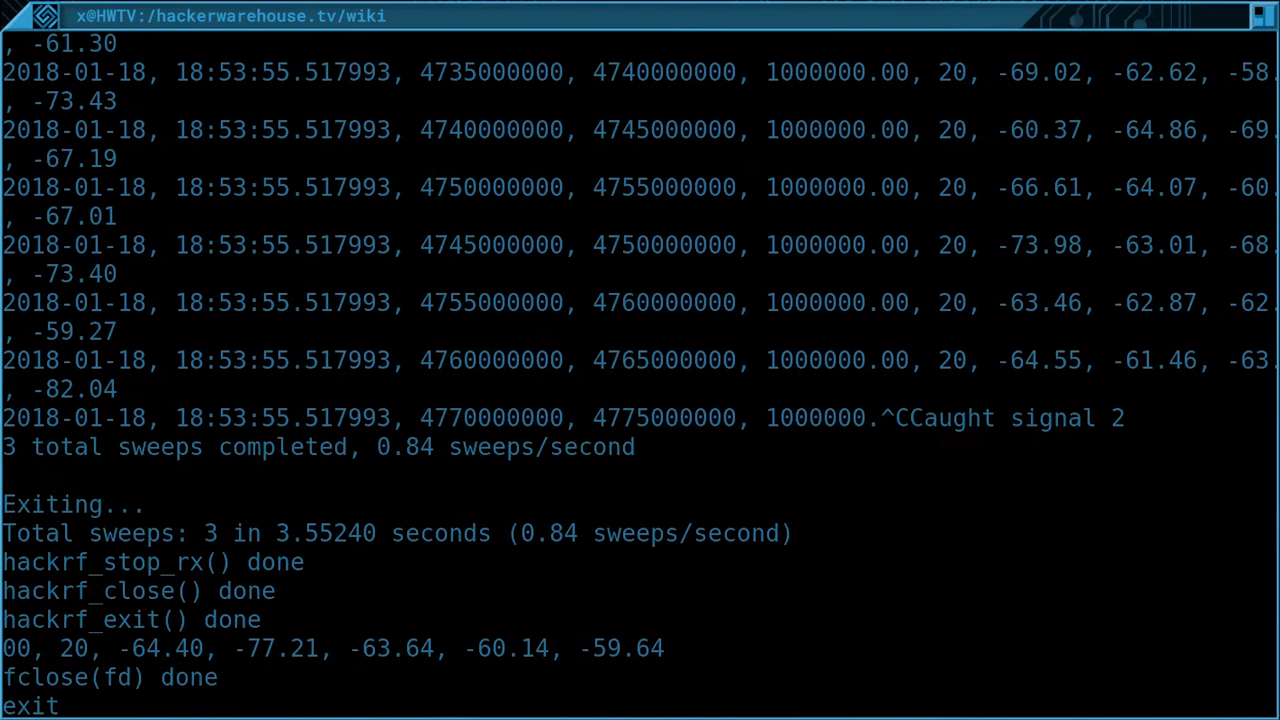 x@HWTV:/hackerwarehouse.tv/wiki
, -61.30
2018-01-18, 18:53:55.517993, 4735000000, 4740000000, 1000000.00, 20, -69.02, -62.62, -58.
, -73.43
2018-01-18, 18:53:55.517993, 4740000000, 4745000000, 1000000.00, 20, -60.37, -64.86, -69.
, -67.19
2018-01-18, 18:53:55.517993, 4750000000, 4755000000, 1000000.00, 20, -66.61, -64.07, -60.
, -67.01
2018-01-18, 18:53:55.517993, 4745000000, 4750000000, 1000000.00, 20, -73.98, -63.01, -68.
, -73.40
2018-01-18, 18:53:55.517993, 4755000000, 4760000000, 1000000.00, 20, -63.46, -62.87, -62.
, -59.27
2018-01-18, 18:53:55.517993, 4760000000, 4765000000, 1000000.00, 20, -64.55, -61.46, -63.
, -82.04
2018-01-18, 18:53:55.517993, 4770000000, 4775000000, 1000000.^CCaught signal 2
3 total sweeps completed, 0.84 sweeps/second
Exiting...
Total sweeps: 3 in 3.55240 seconds (0.84 sweeps/second)
hackrf_stop_rx() done
hackrf_close() done
hackrf_exit() done
00, 20, -64.40, -77.21, -63.64, -60.14, -59.64
fclose(fd) done
exit